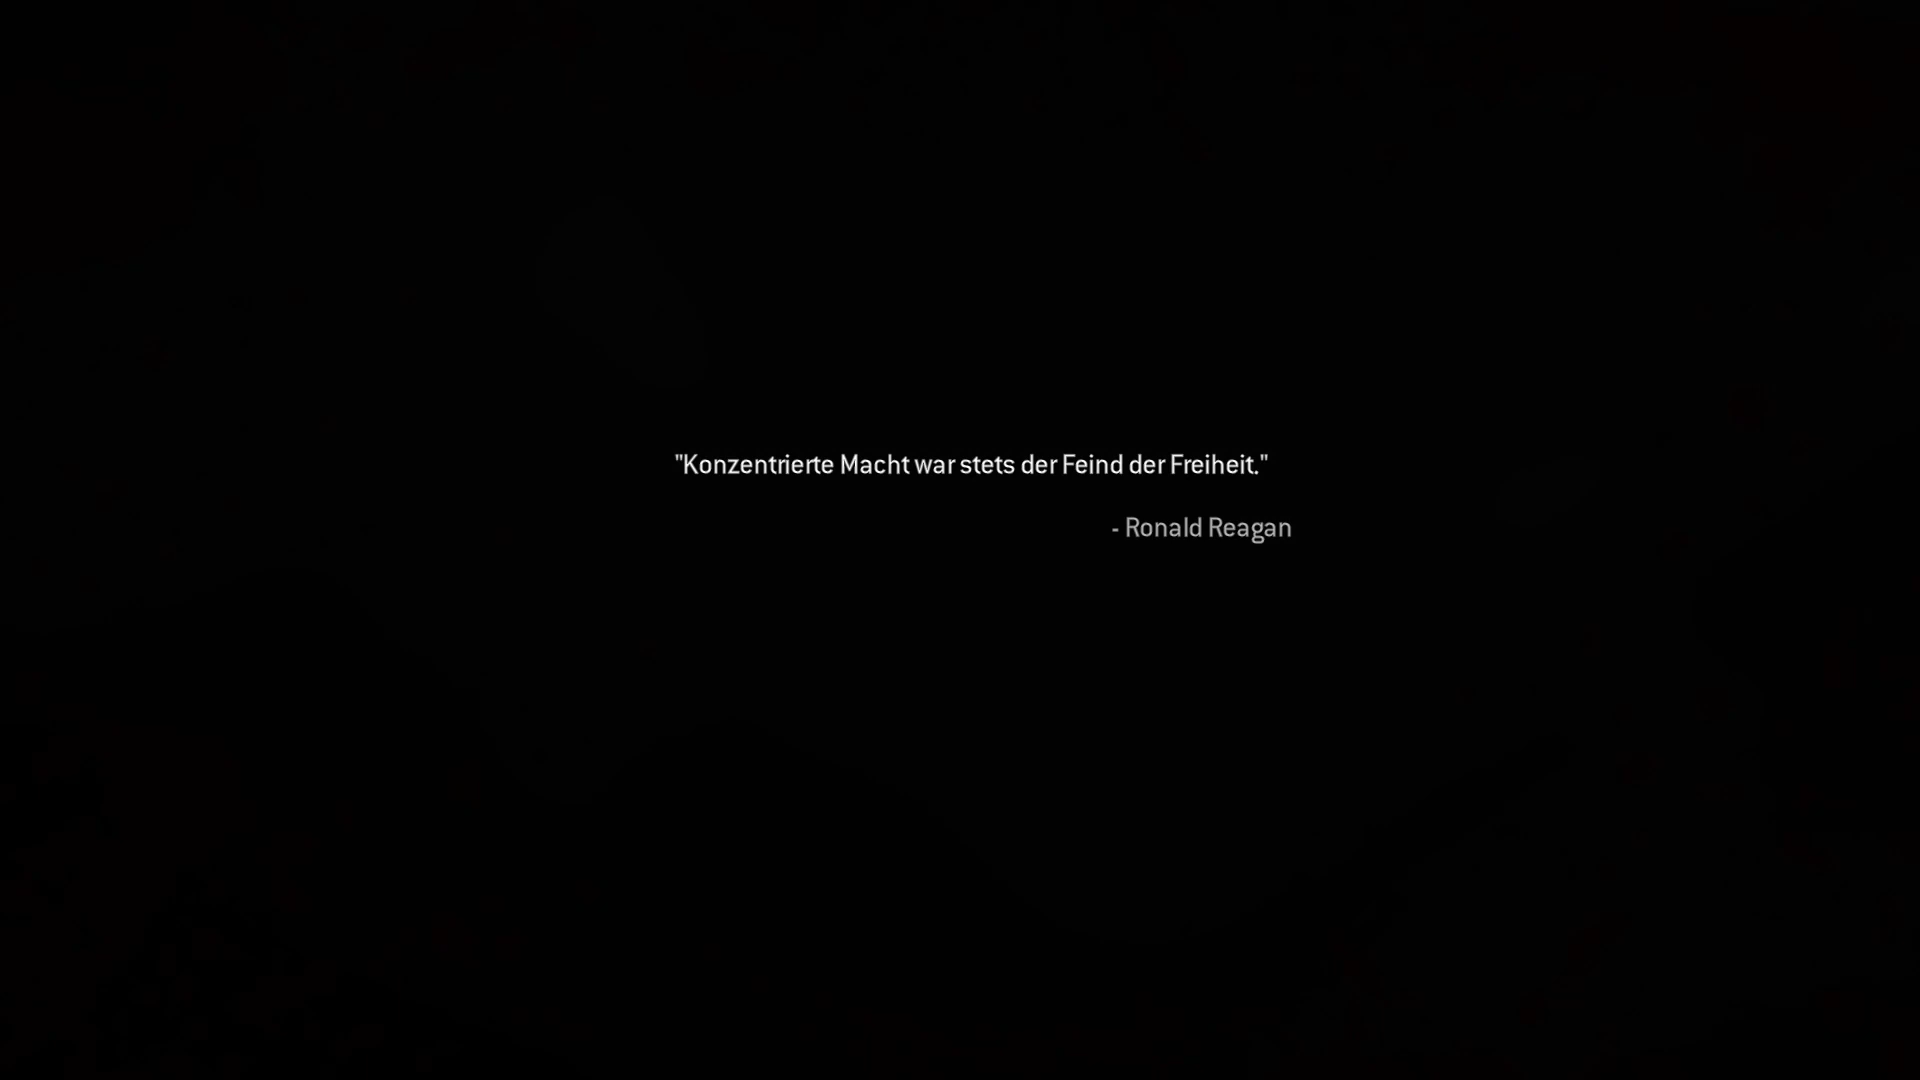 "Konzentrierte Macht war stets der Feind der Freiheit."
- Ronald Reagan